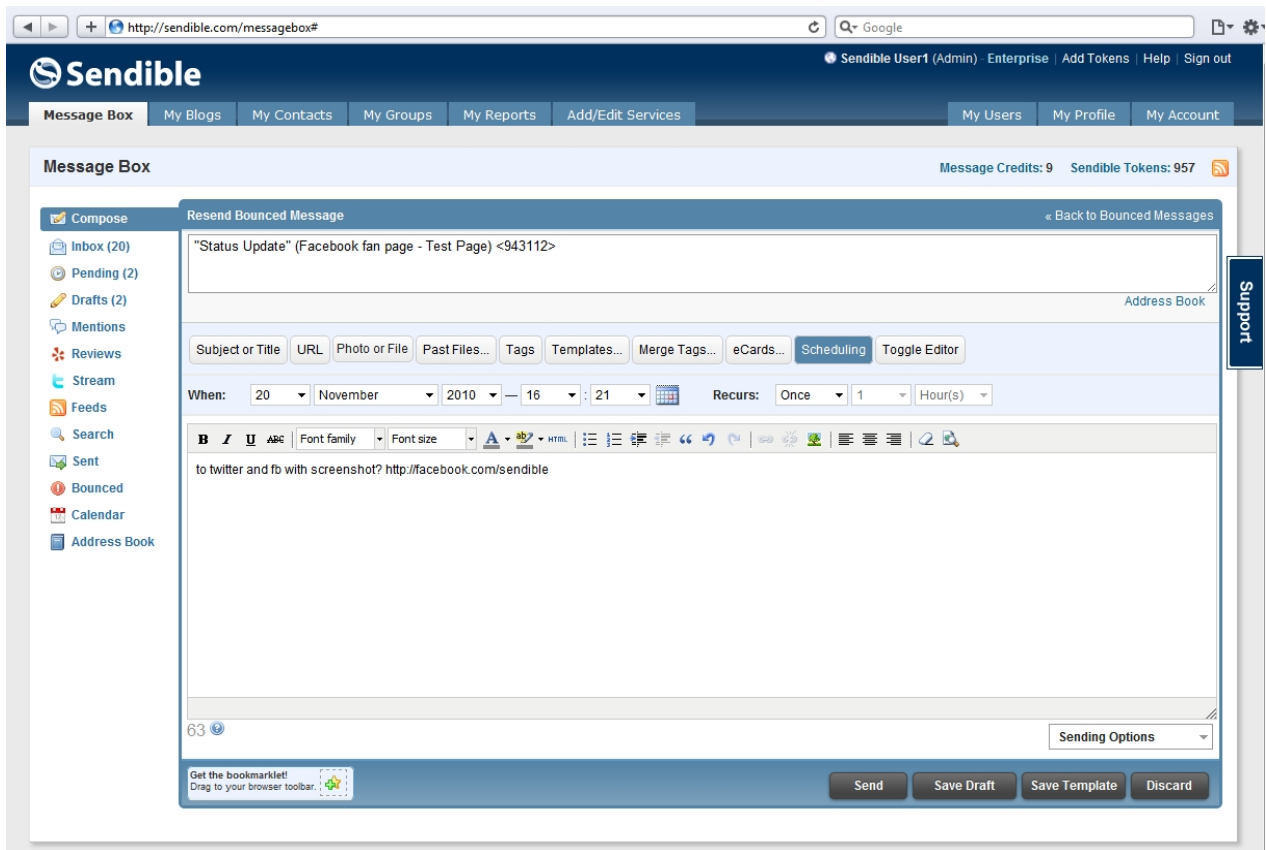 http://sendible.com/messagebox#
Google
Sendible User1 (Admin) - Enterprise | Add Tokens | Help | Sign out
Sendible
Message Box My Blogs My Contacts My Groups My Reports Add/Edit Services My Users My Profile My Account
Message Box
Message Credits: 9 Sendible Tokens: 957
Compose
Inbox (20)
Pending (2)
Drafts (2)
Mentions
Reviews
Stream
Feeds
Search
Sent
Bounced
Calendar
Address Book
Resend Bounced Message « Back to Bounced Messages
"Status Update" (Facebook fan page - Test Page) <943112>
Address Book
Subject or Title URL Photo or File Past Files... Tags Templates... Merge Tags... eCards... Scheduling Toggle Editor
When: 20 November 2010 — 16 : 21 Recurs: Once 1 Hour(s)
B I U ABC Font family Font size A ab HTML
to twitter and fb with screenshot? http://facebook.com/sendible
63
Sending Options
Get the bookmarklet!
Drag to your browser toolbar.
Send Save Draft Save Template Discard
Support